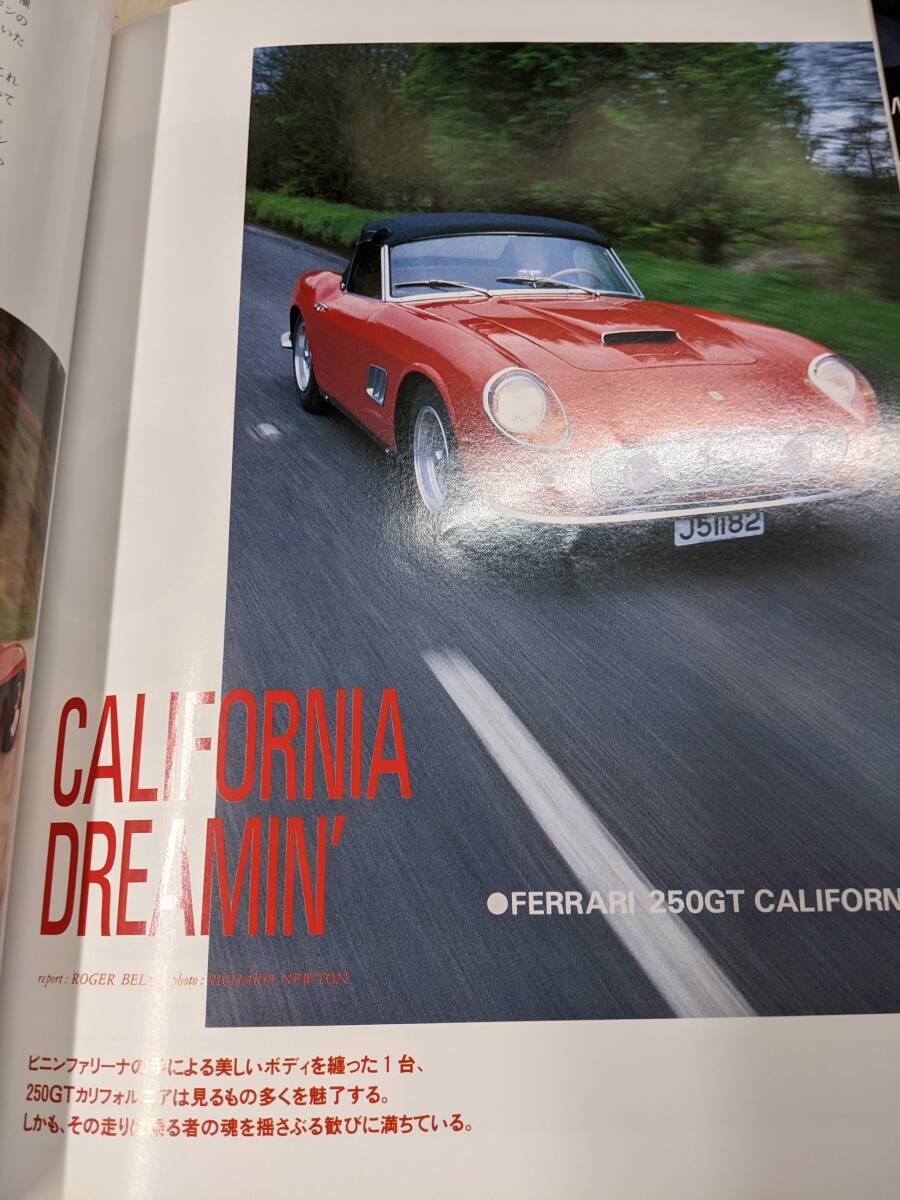 いた
J51182
CALIFORNIA
DREAMIN'
●FERRARI 250GT CALIFORN
report : ROGER BEL photo : RICHARD NEWTON
ピニンファリーナの手による美しいボディを纏った1台、
250GTカリフォルニアは見るもの多くを魅了する。
しかも、その走りは乗る者の魂を揺さぶる歓びに満ちている。